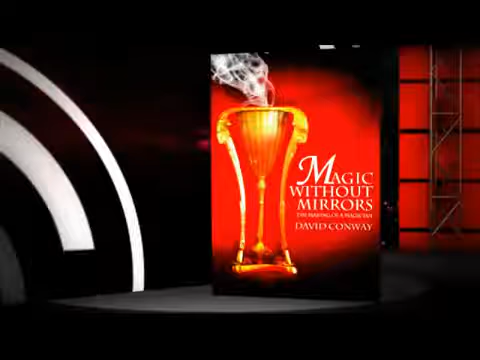 MAGIC
WITHOUT
MIRRORS
THE MAKING OF A MAGICIAN
DAVID CONWAY